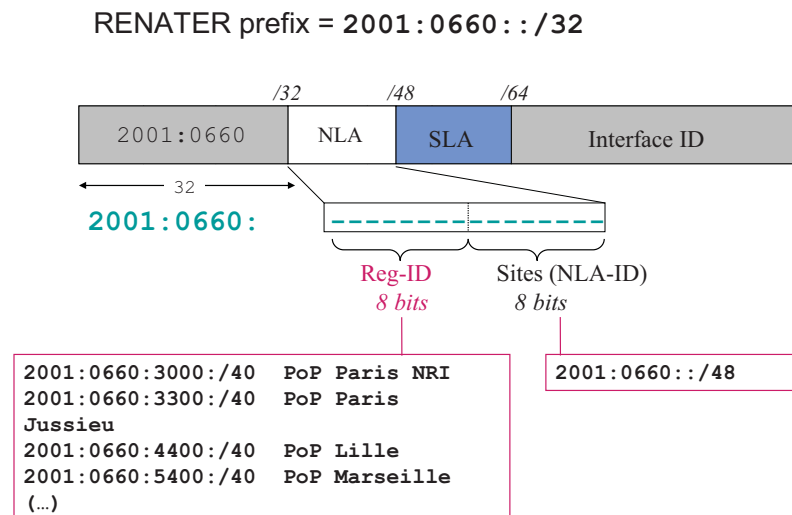 RENATER prefix = 2001:0660::/32
/32 /48 /64
2001:0660 NLA SLA Interface ID
32
2001:0660:
Reg-ID Sites (NLA-ID)
8 bits 8 bits
2001:0660:3000:/40 PoP Paris NRI
2001:0660:3300:/40 PoP Paris
Jussieu
2001:0660:4400:/40 PoP Lille
2001:0660:5400:/40 PoP Marseille
(…)
2001:0660::/48